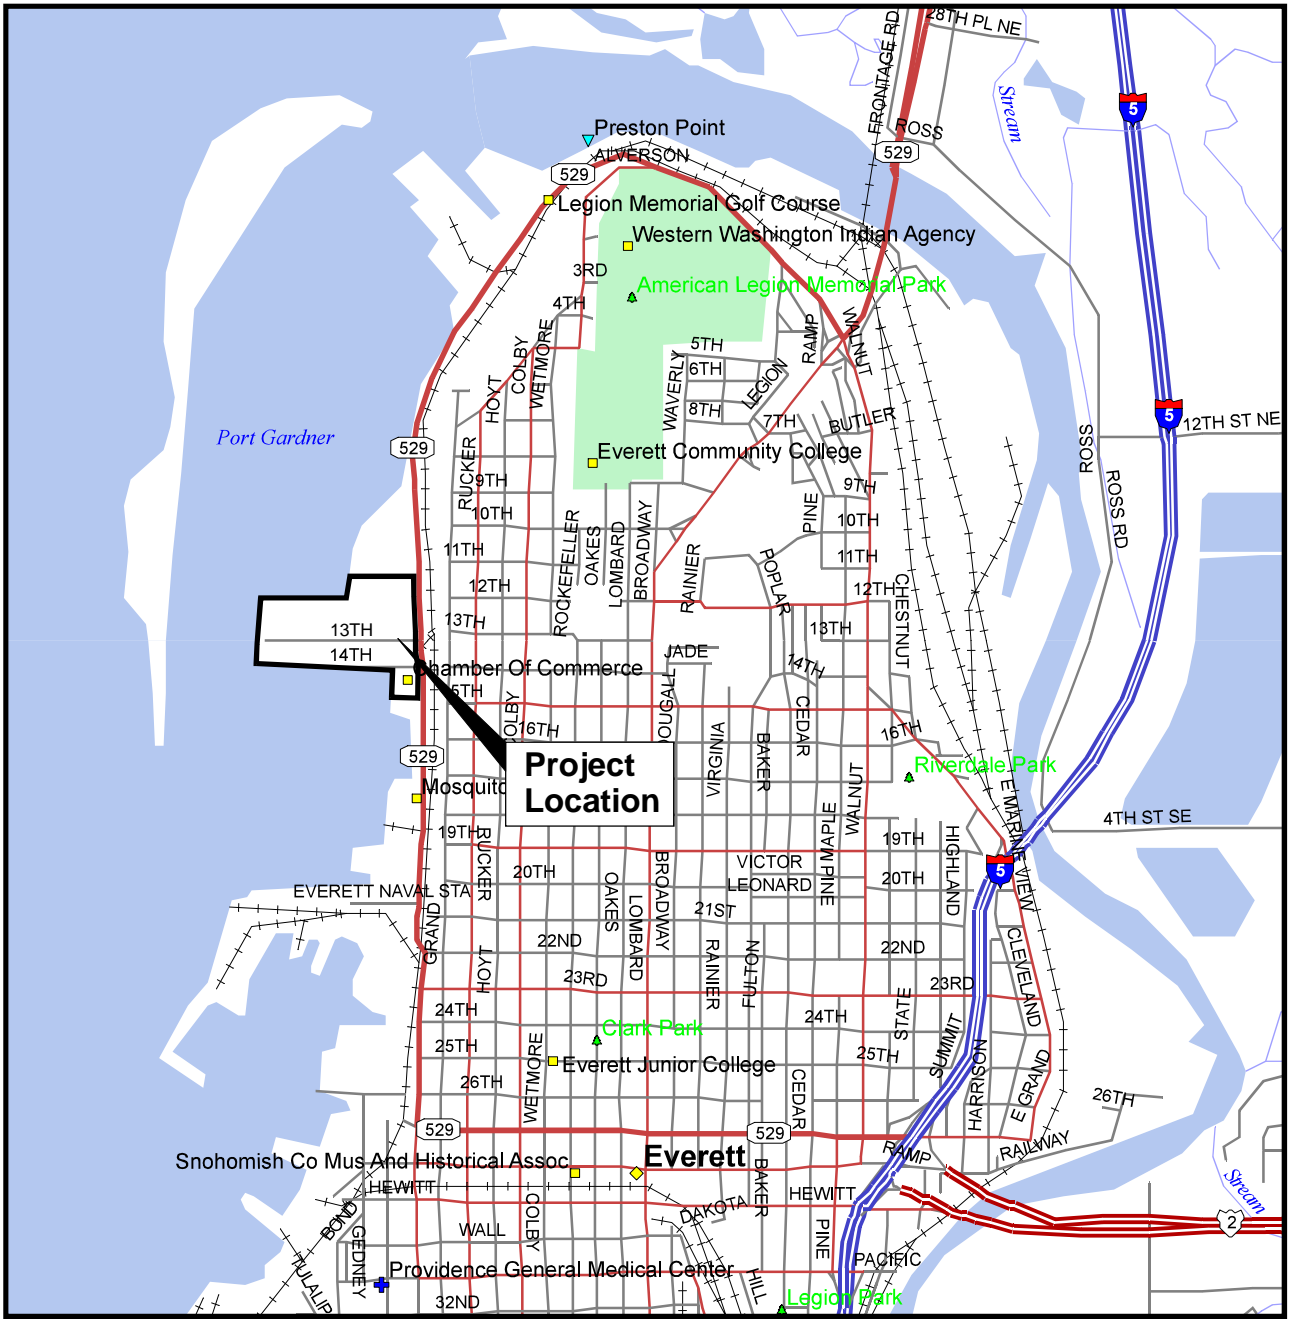 28TH PL NE
FRONTAGE RD
Stream
5
Preston Point
ROSS
ALVERSON
529
529
Legion Memorial Golf Course
Western Washington Indian Agency
3RD
American Legion Memorial Park
4TH
RAMP
WALNUT
COLBY
WETMORE
5TH
6TH
WAVERLY
LEGION
HOYT
8TH
7TH
BUTLER
5
12TH ST NE
Port Gardner
529
ROSS
Everett Community College
RUCKER
9TH
9TH
ROSS RD
10TH
PINE
10TH
ROCKEFELLER
OAKES
LOMBARD
BROADWAY
11TH
RAINIER
POPLAR
11TH
12TH
12TH
CHESTNUT
13TH
13TH
13TH
14TH
JADE
14TH
Chamber Of Commerce
5TH
OLBY
OUGALL
CEDAR
16TH
VIRGINIA
BAKER
16TH
529
Project
Location
Riverdale Park
Mosquito
WALNUT
MAPLE
E MARINE VIEW
4TH ST SE
19TH
RUCKER
19TH
HIGHLAND
VICTOR
5
20TH
OAKES
BROADWAY
LEONARD
PINE
20TH
EVERETT NAVAL STA
LOMBARD
21ST
GRAND
22ND
22ND
HOYT
RAINIER
FULTON
CLEVELAND
23RD
23RD
24TH
24TH
STATE
Clark Park
SUMMIT
25TH
WETMORE
25TH
HARRISON
Everett Junior College
E GRAND
26TH
CEDAR
26TH
529
529
RAILWAY
Everett
RAMP
Snohomish Co Mus And Historical Assoc
BAKER
Stream
HEWITT
HEWITT
BOND
COLBY
DAKOTA
2
WALL
PINE
GEDNEY
PACIFIC
TULALIP
Providence General Medical Center
HILL
Legion Park
32ND